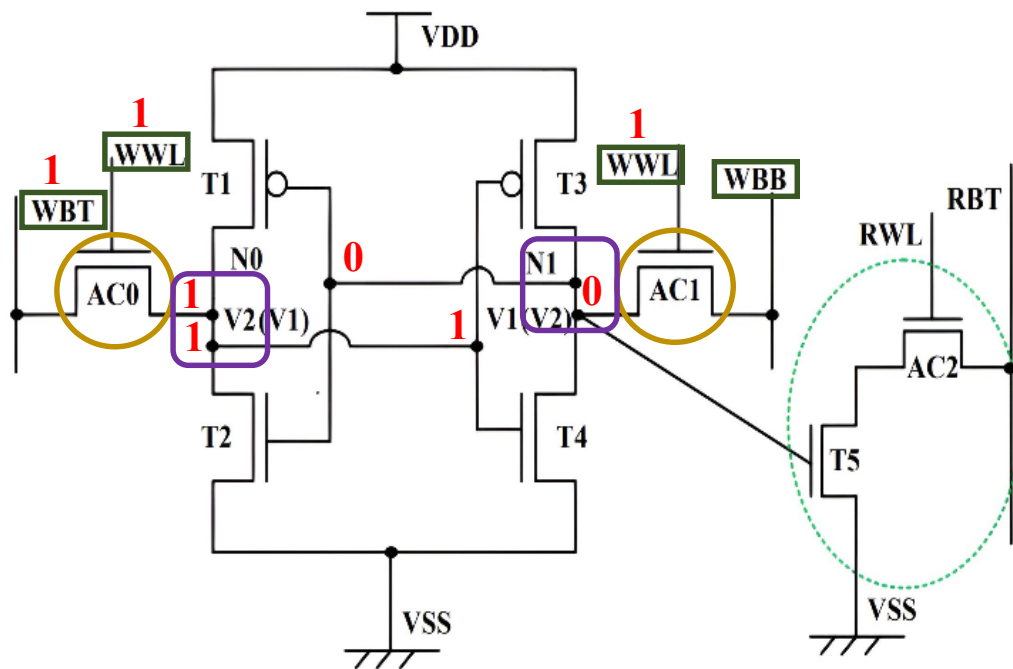 VDD
1
1
WWL
WWL
WBB
1
WBT
RBT
T1
T3
RWL
N0
0
N1
AC0
1
0
AC1
V2(V1)
1
V1(V2)
1
AC2
T2
T4
T5
VSS
VSS